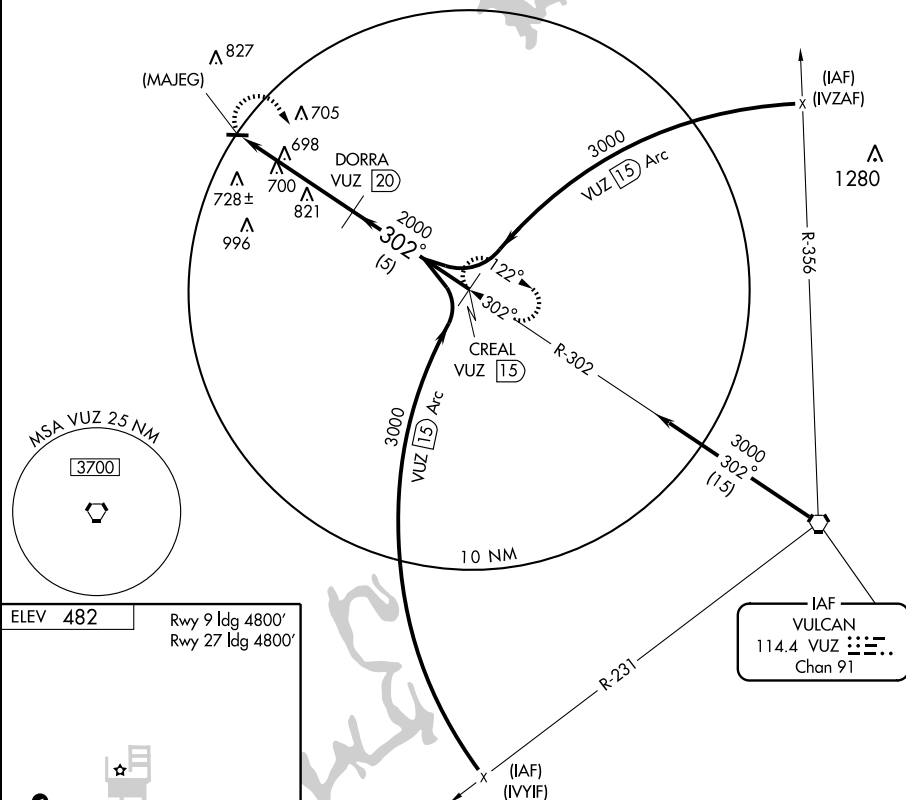 827
(MAJEG)
705
698
700
728±
821
996
DORRA
VUZ 20
2000
302°
(5)
122°
302°
CREAL
VUZ 15
R-302
3000
VUZ 15 Arc
(IAF)
(IVZAF)
1280
R-356
3000
VUZ 15 Arc
3000
302°
(15)
10 NM
MSA VUZ 25 NM
3700
IAF
VULCAN
114.4 VUZ
Chan 91
R-231
(IAF)
(IVYIF)
ELEV 482
Rwy 9 ldg 4800'
Rwy 27 ldg 4800'